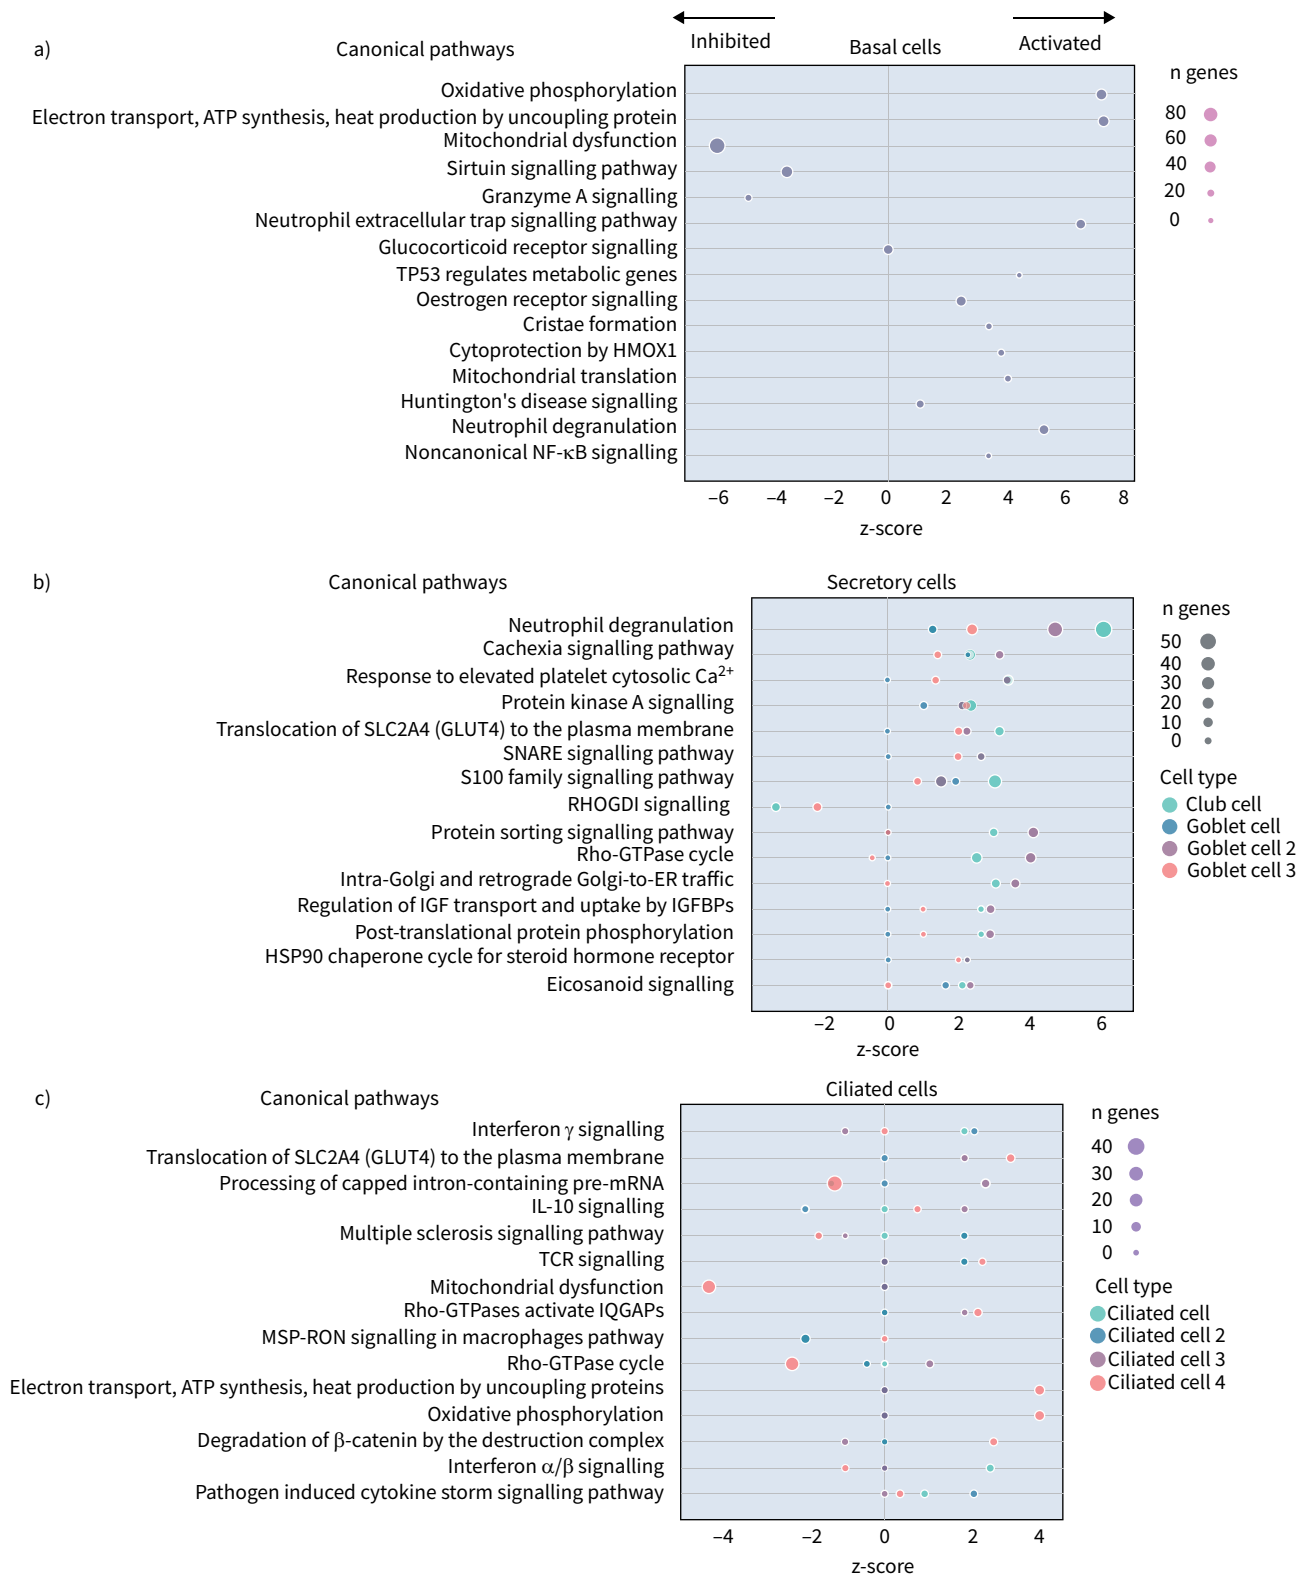 Inhibited
Activated
a)
Canonical pathways
Basal cells
Oxidative phosphorylation
Electron transport, ATP synthesis, heat production by uncoupling protein
Mitochondrial dysfunction
Sirtuin signalling pathway
Granzyme A signalling
Neutrophil extracellular trap signalling pathway
Glucocorticoid receptor signalling
TP53 regulates metabolic genes
Oestrogen receptor signalling
Cristae formation
Cytoprotection by HMOX1
Mitochondrial translation
Huntington's disease signalling
Neutrophil degranulation
Noncanonical NF-κB signalling
–6 –4 –2 0 2 4 6 8
z-score
n genes
80
60
40
20
0
b)
Canonical pathways
Secretory cells
Neutrophil degranulation
Cachexia signalling pathway
Response to elevated platelet cytosolic Ca2+
Protein kinase A signalling
Translocation of SLC2A4 (GLUT4) to the plasma membrane
SNARE signalling pathway
S100 family signalling pathway
RHOGDI signalling
Protein sorting signalling pathway
Rho-GTPase cycle
Intra-Golgi and retrograde Golgi-to-ER traffic
Regulation of IGF transport and uptake by IGFBPs
Post-translational protein phosphorylation
HSP90 chaperone cycle for steroid hormone receptor
Eicosanoid signalling
–2 0 2 4 6
z-score
n genes
50
40
30
20
10
0
Cell type
Club cell
Goblet cell
Goblet cell 2
Goblet cell 3
c)
Canonical pathways
Ciliated cells
Interferon γ signalling
Translocation of SLC2A4 (GLUT4) to the plasma membrane
Processing of capped intron-containing pre-mRNA
IL-10 signalling
Multiple sclerosis signalling pathway
TCR signalling
Mitochondrial dysfunction
Rho-GTPases activate IQGAPs
MSP-RON signalling in macrophages pathway
Rho-GTPase cycle
Electron transport, ATP synthesis, heat production by uncoupling proteins
Oxidative phosphorylation
Degradation of β-catenin by the destruction complex
Interferon α/β signalling
Pathogen induced cytokine storm signalling pathway
–4 –2 0 2 4
z-score
n genes
40
30
20
10
0
Cell type
Ciliated cell
Ciliated cell 2
Ciliated cell 3
Ciliated cell 4